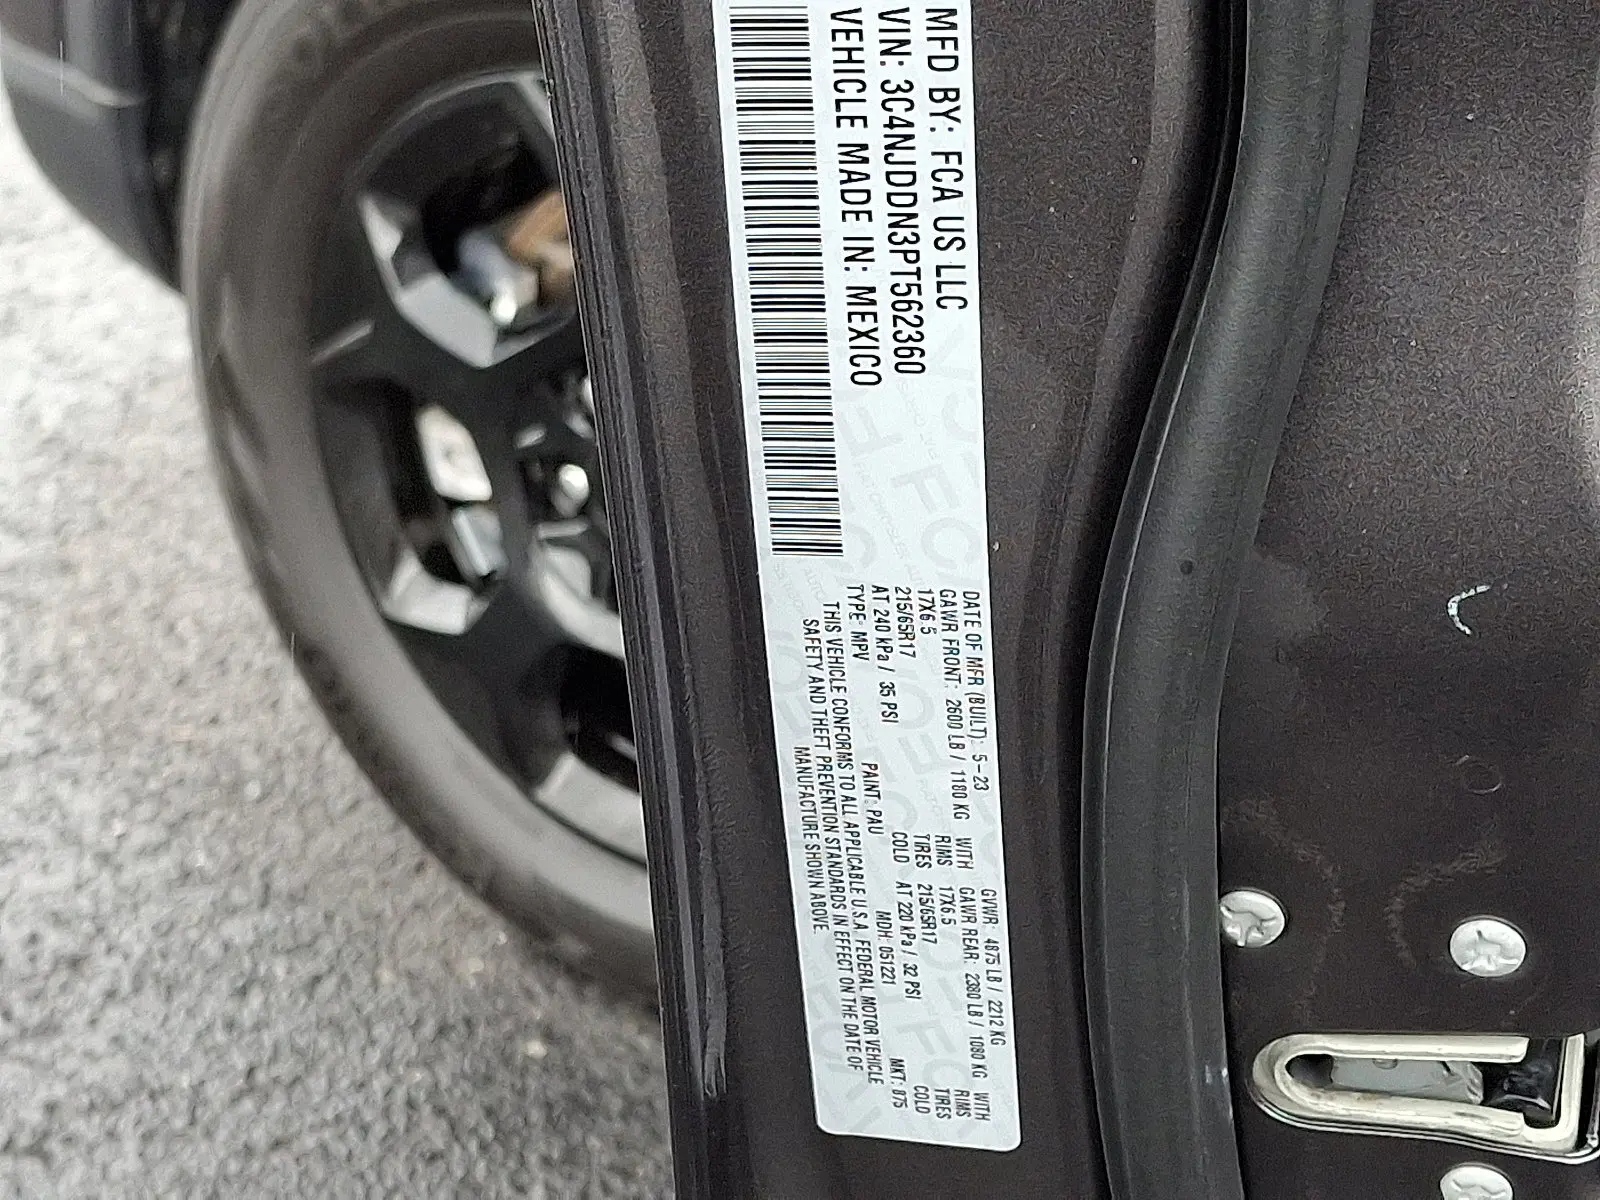 MFD BY: FCA US LLC
VIN: 3C4NJDDN3PT562360
VEHICLE MADE IN: MEXICO
DATE OF MFR (BUILT): 5-23 GVWR: 4875 LB / 2212 KG
GAWR FRONT: 2600 LB / 1180 KG WITH GAWR REAR: 2380 LB / 1080 KG WITH
17X6.5 RIMS 17X6.5 RIMS
215/65R17 TIRES 215/65R17 TIRES
AT 240 kPa / 35 PSI COLD AT 220 kPa / 32 PSI COLD
TYPE: MPV PAINT: PAU MDH: 051221 MKT: 875
THIS VEHICLE CONFORMS TO ALL APPLICABLE U.S.A. FEDERAL MOTOR VEHICLE
SAFETY AND THEFT PREVENTION STANDARDS IN EFFECT ON THE DATE OF
MANUFACTURE SHOWN ABOVE.